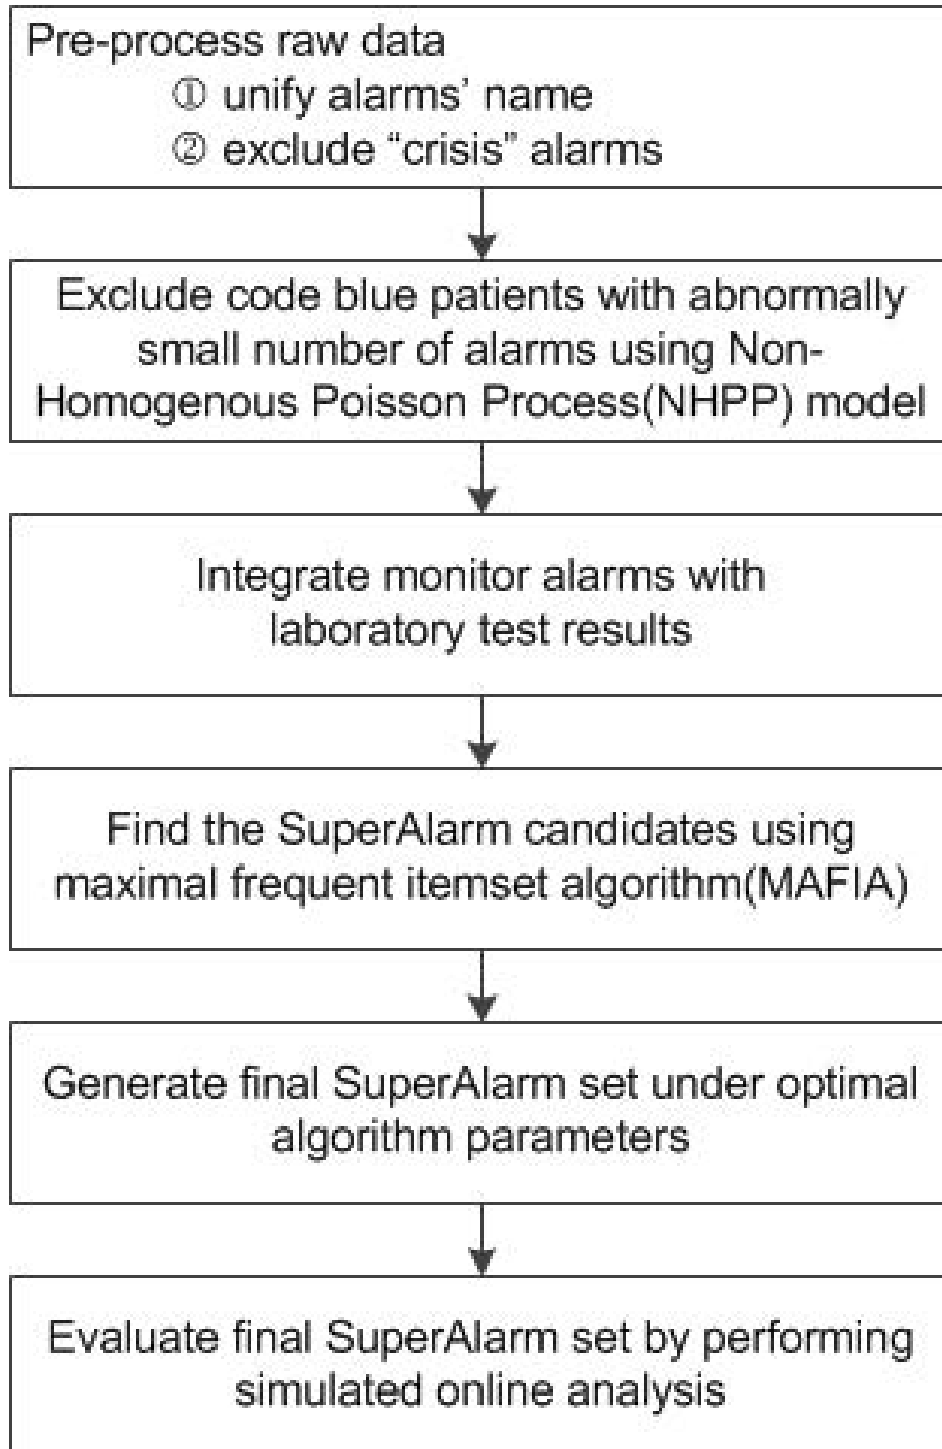 Pre-process raw data
① unify alarms’ name
② exclude “crisis” alarms
Exclude code blue patients with abnormally
small number of alarms using Non-
Homogenous Poisson Process(NHPP) model
Integrate monitor alarms with
laboratory test results
Find the SuperAlarm candidates using
maximal frequent itemset algorithm(MAFIA)
Generate final SuperAlarm set under optimal
algorithm parameters
Evaluate final SuperAlarm set by performing
simulated online analysis